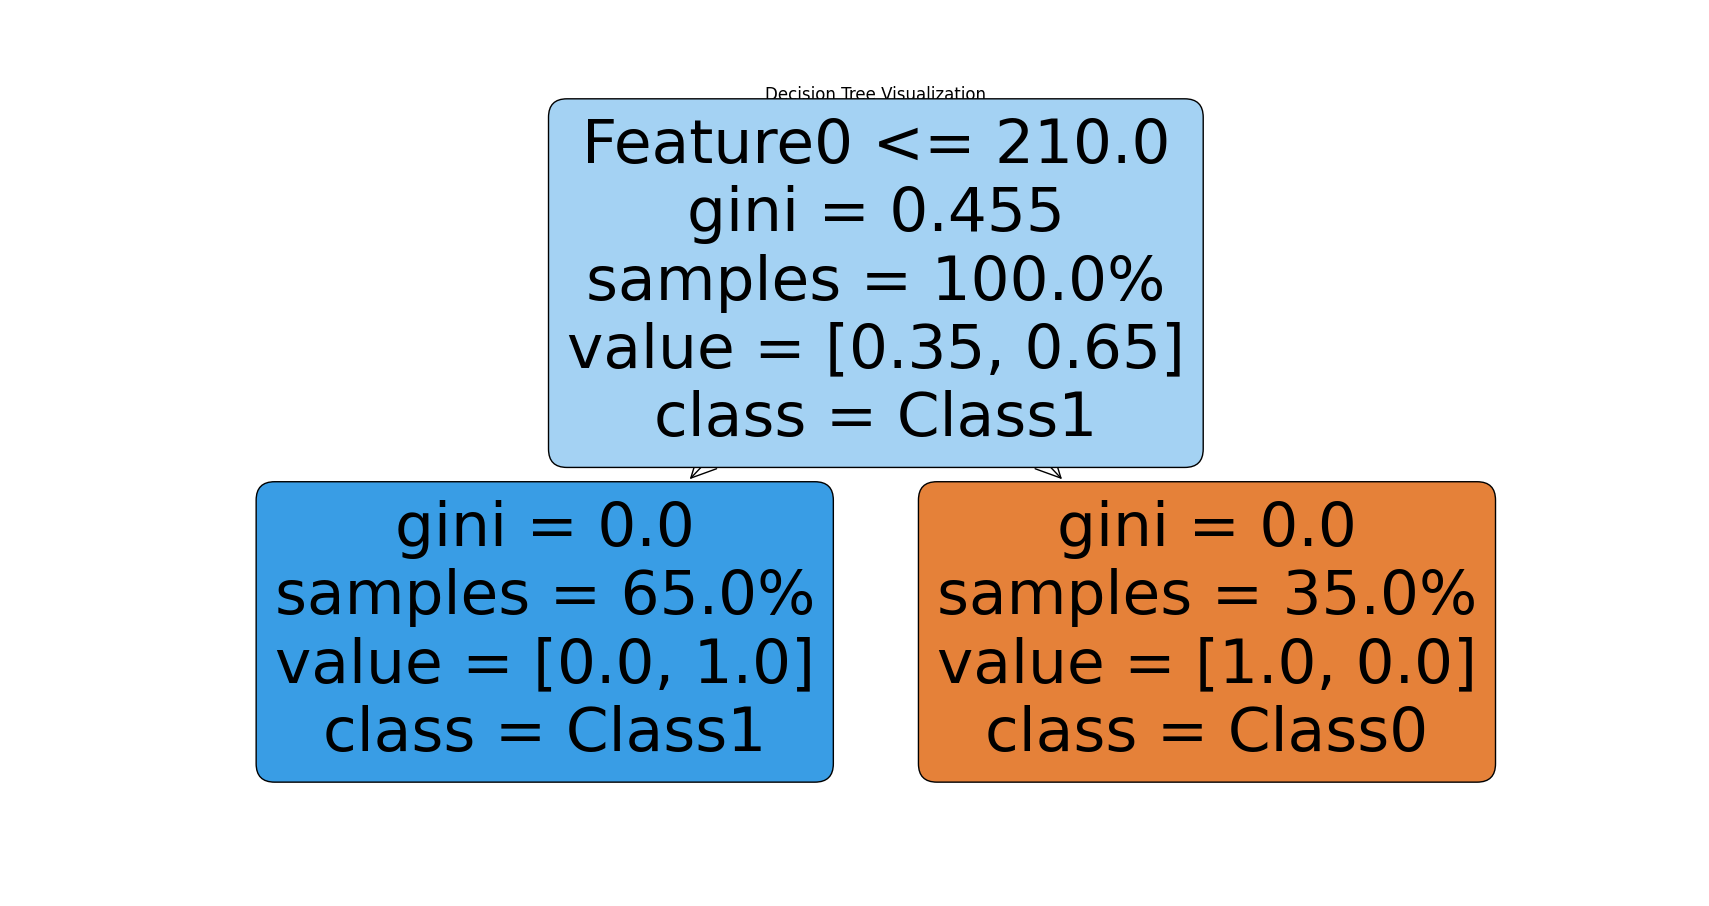 Decision Tree Visualization
Feature0 <= 210.0
gini = 0.455
samples = 100.0%
value = [0.35, 0.65]
class = Class1
gini = 0.0
samples = 65.0%
value = [0.0, 1.0]
class = Class1
gini = 0.0
samples = 35.0%
value = [1.0, 0.0]
class = Class0